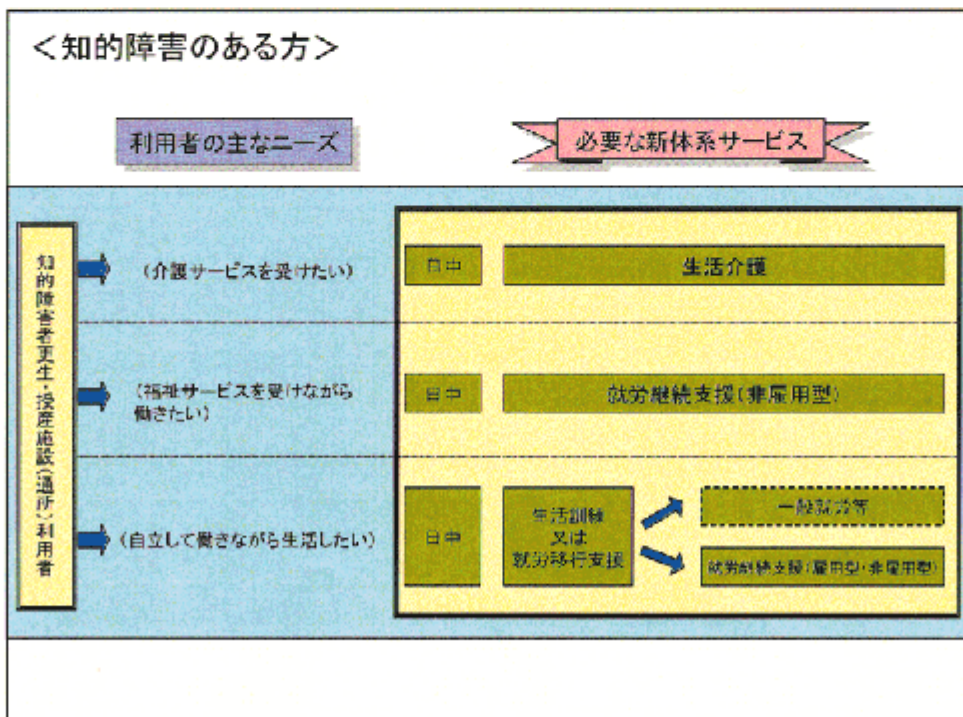 ＜知的障害のある方＞
利用者の主なニーズ
必要な新体系サービス
知的障害者更生・授産施設(通所)利用者
(介護サービスを受けたい)
日中
生活介護
(福祉サービスを受けながら
働きたい)
日中
就労継続支援(非雇用型)
(自立して働きながら生活したい)
日中
生活訓練
又は
就労移行支援
一般就労等
就労継続支援(雇用型・非雇用型)